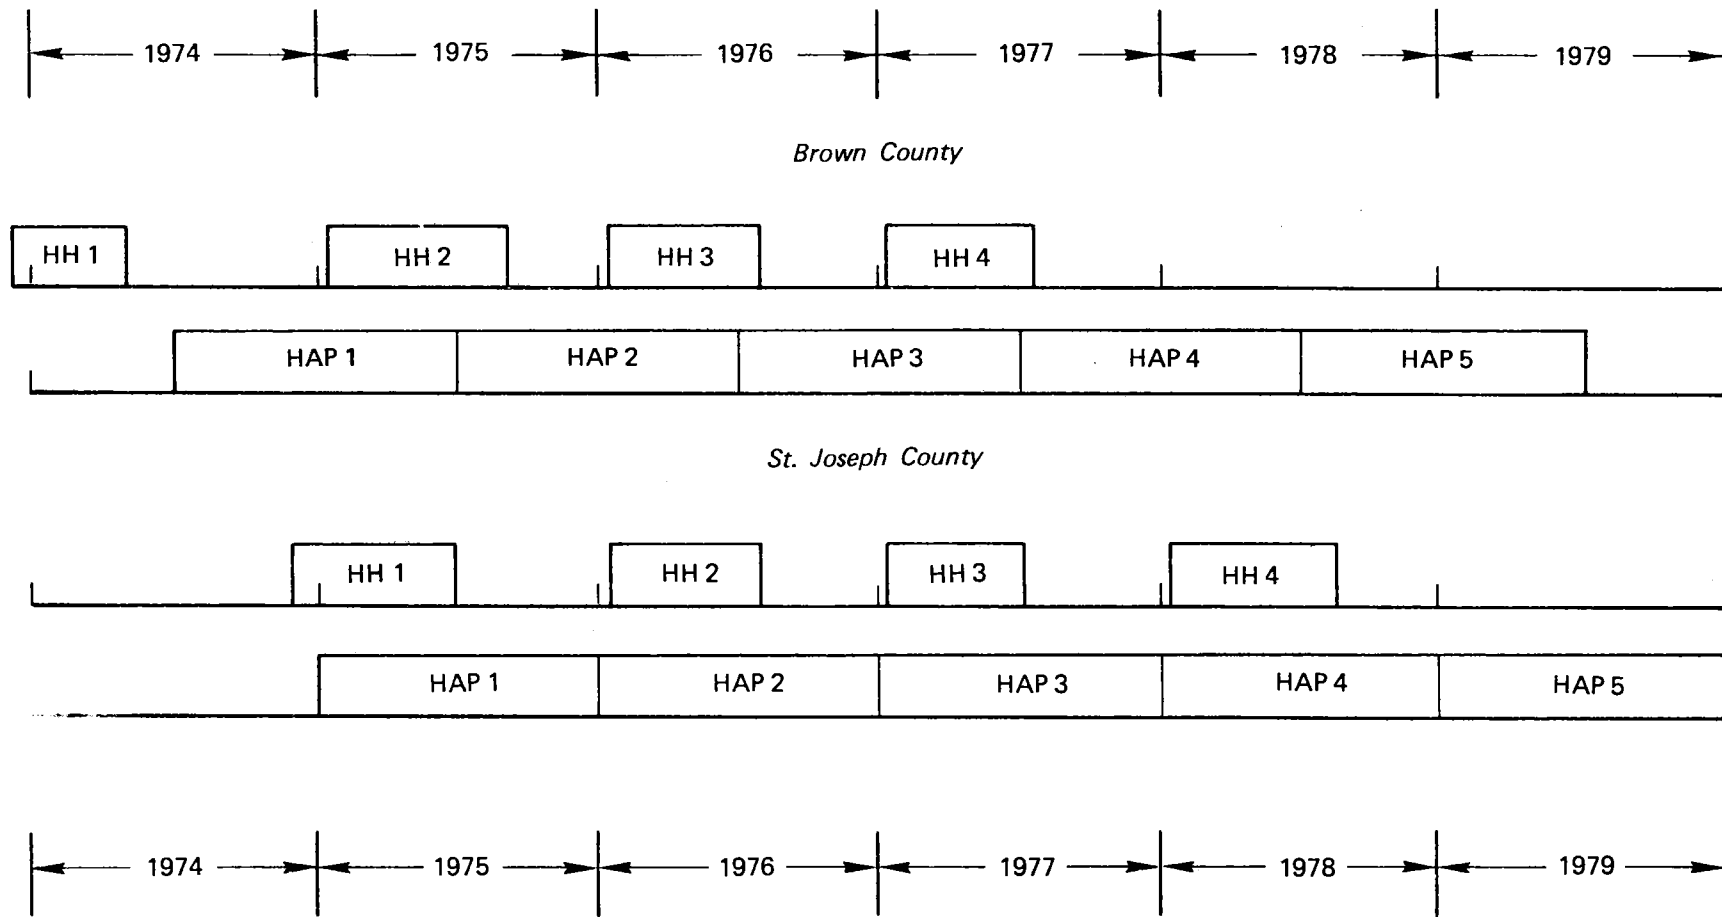 1974 1975 1976 1977 1978 1979
Brown County
HH 1 HH 2 HH 3 HH 4
HAP 1 HAP 2 HAP 3 HAP 4 HAP 5
St. Joseph County
HH 1 HH 2 HH 3 HH 4
HAP 1 HAP 2 HAP 3 HAP 4 HAP 5
1974 1975 1976 1977 1978 1979